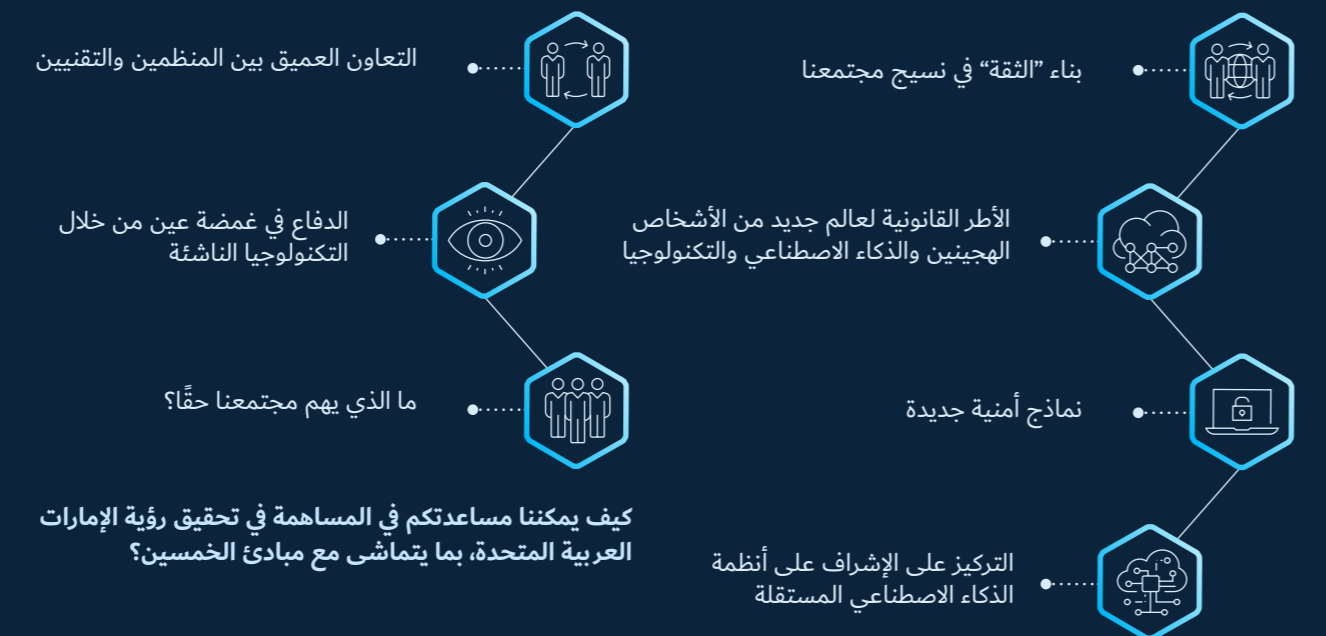 بناء ”الثقة“ في نسيج مجتمعنا
الأطر القانونية لعالم جديد من الأشخاص
الهجينين والذكاء الاصطناعي والتكنولوجيا
نماذج أمنية جديدة
التركيز على الإشراف على أنظمة
الذكاء الاصطناعي المستقلة
التعاون العميق بين المنظمين والتقنيين
الدفاع في غمضة عين من خلال
التكنولوجيا الناشئة
ما الذي يهم مجتمعنا حقًا؟
كيف يمكننا مساعدتكم في المساهمة في تحقيق رؤية الإمارات
العربية المتحدة، بما يتماشى مع مبادئ الخمسين؟